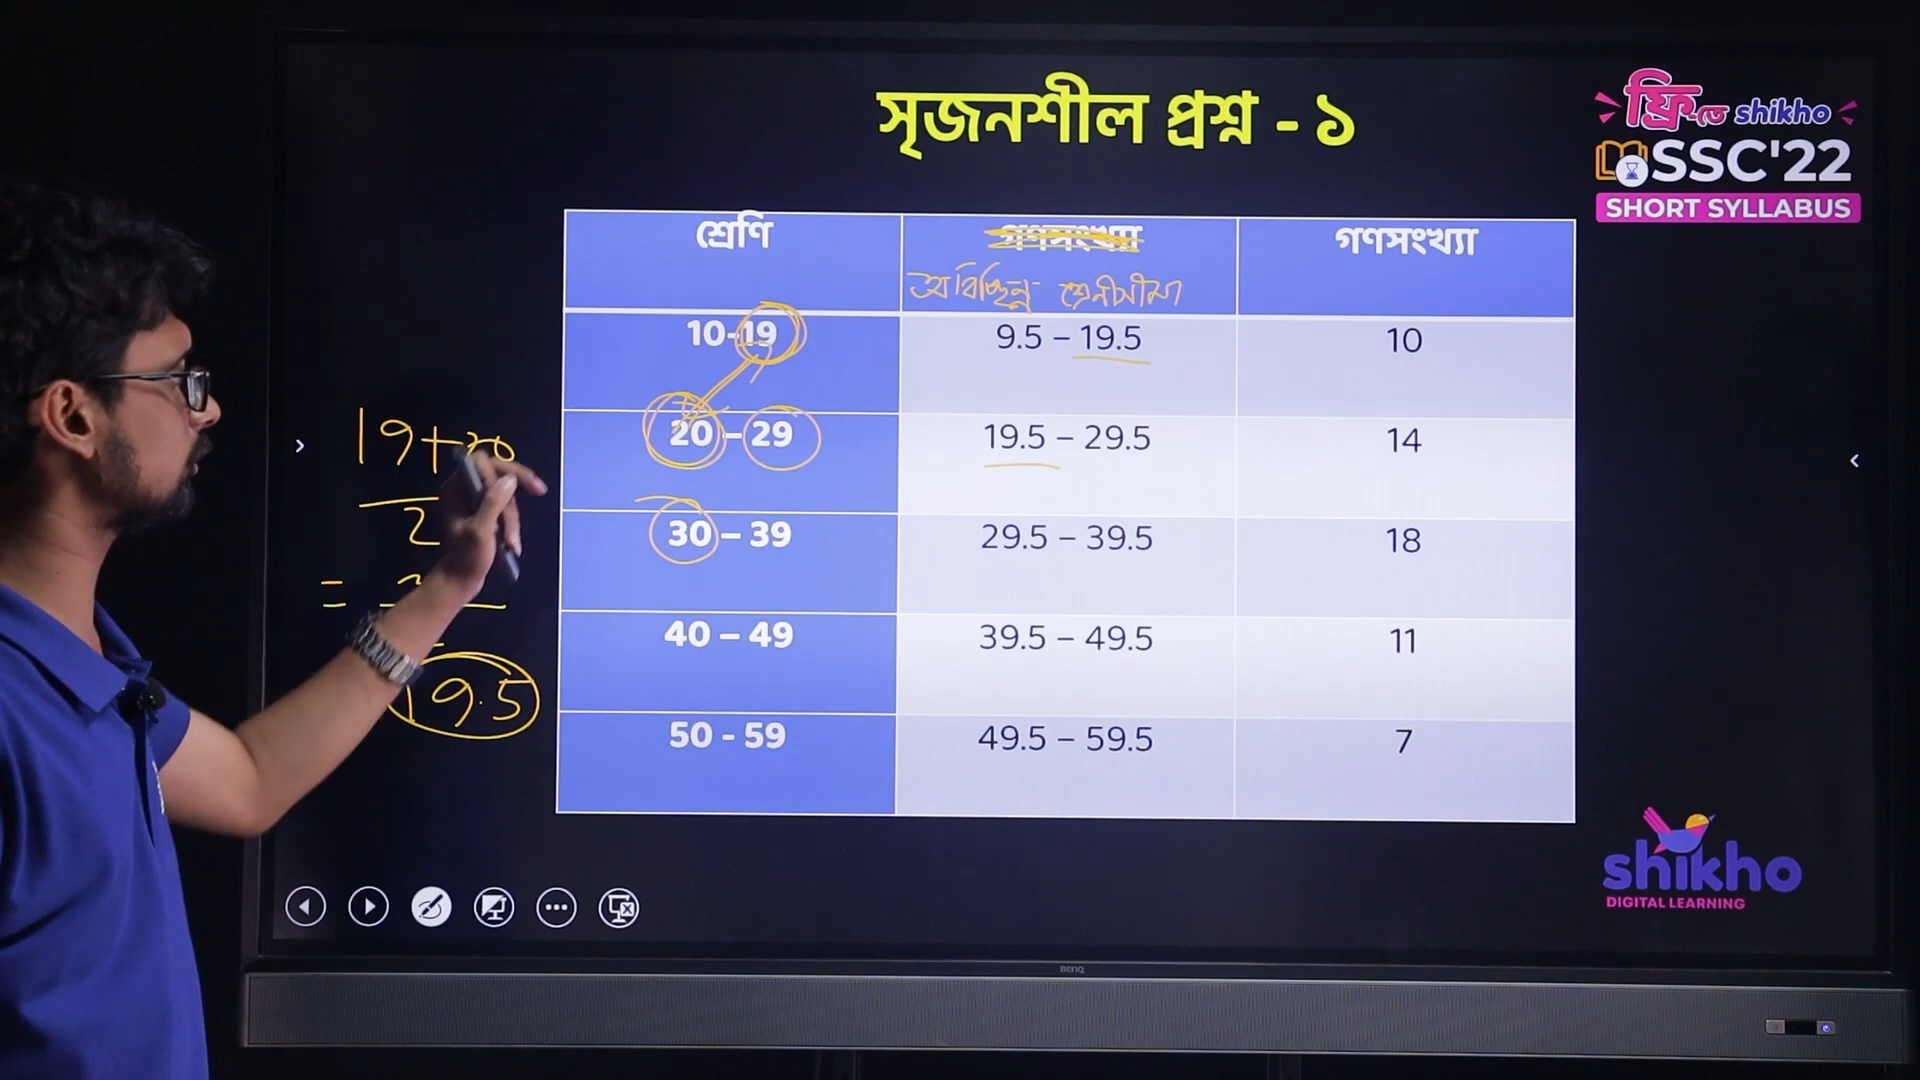 সৃজনশীল প্রশ্ন - ১
ফ্রিতে shikho
SSC'22
SHORT SYLLABUS
শ্রেণি গণসংখ্যা গণসংখ্যা
অবিচ্ছিন্ন শ্রেনীসীমা
10-19 9.5 – 19.5 10
20 – 29 19.5 – 29.5 14
30 – 39 29.5 – 39.5 18
40 – 49 39.5 – 49.5 11
50 - 59 49.5 – 59.5 7
19+20
2
=
19.5
shikho
DIGITAL LEARNING
BenQ